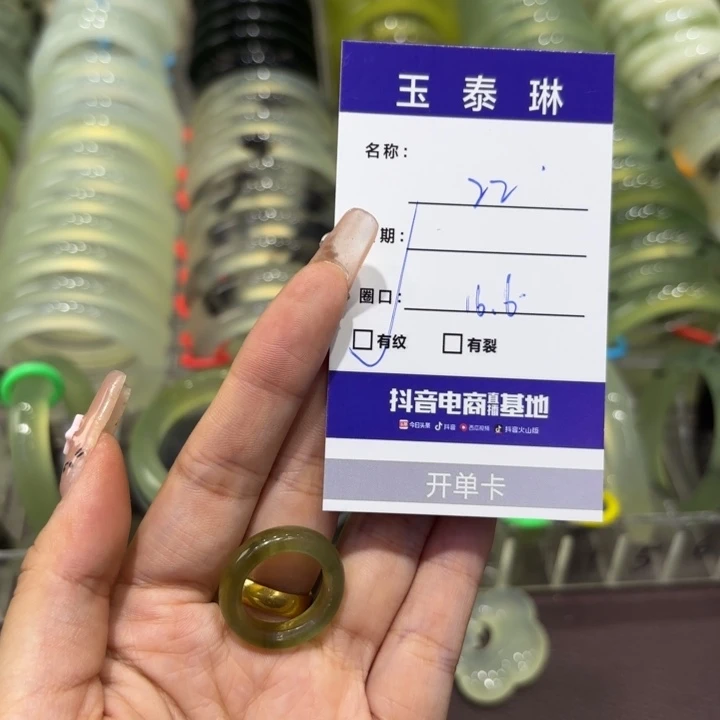 玉泰琳
名称： 22
期：
圈口： 16.6
有纹 有裂
抖音电商直播基地
今日头条 抖音 西瓜视频 抖音火山版
开单卡